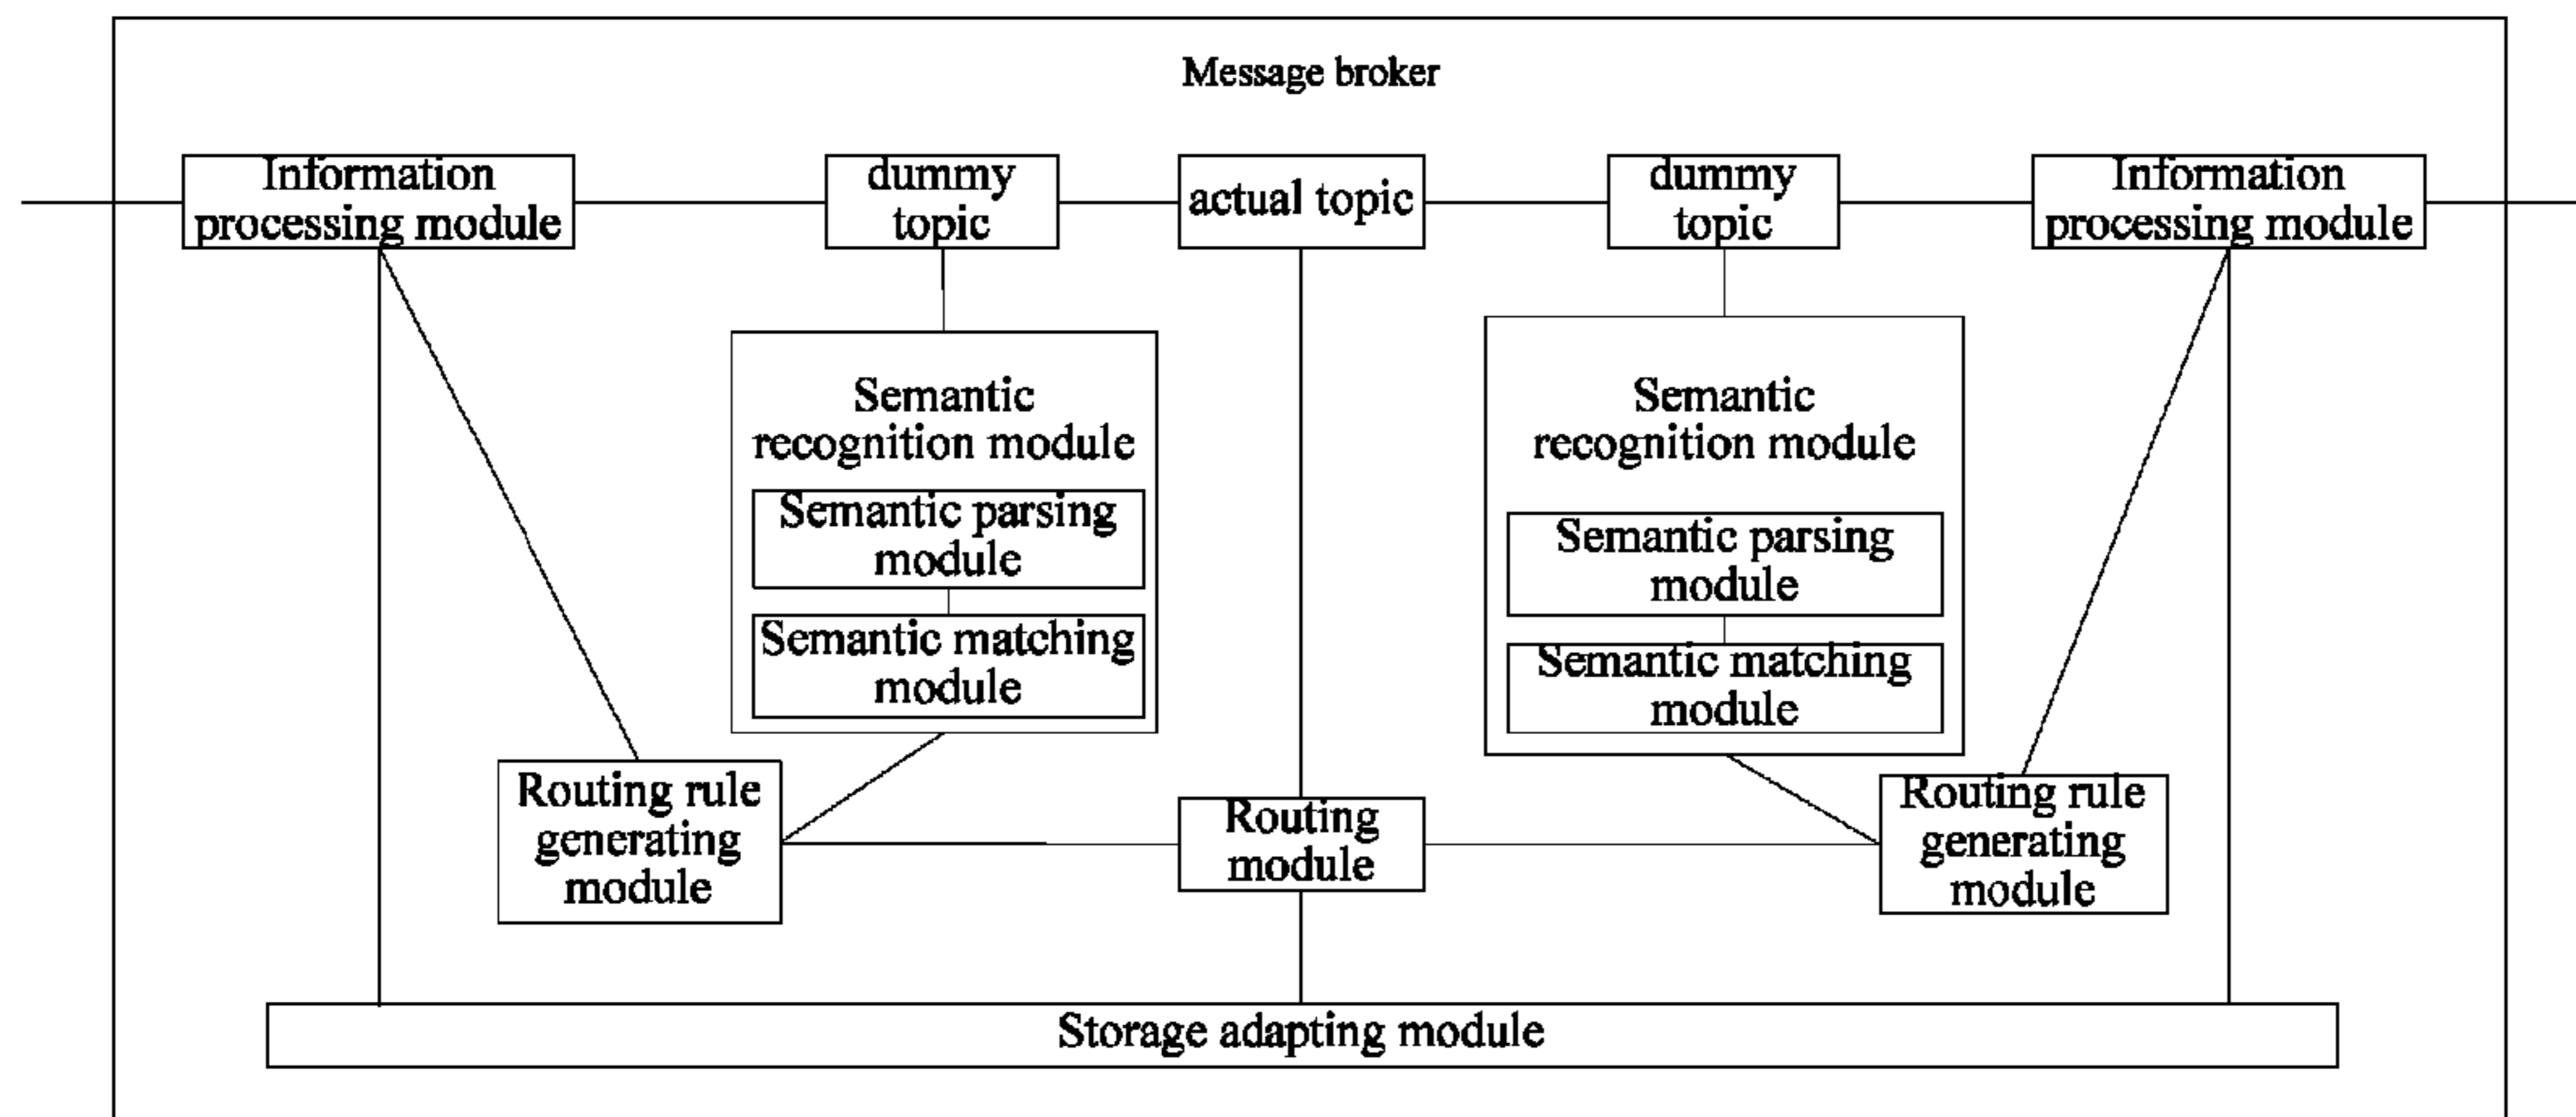 Message broker
Information
processing module
dummy
topic
actual topic
dummy
topic
Information
processing module
Semantic
recognition module
Semantic parsing
module
Semantic matching
module
Semantic
recognition module
Semantic parsing
module
Semantic matching
module
Routing rule
generating
module
Routing
module
Routing rule
generating
module
Storage adapting module